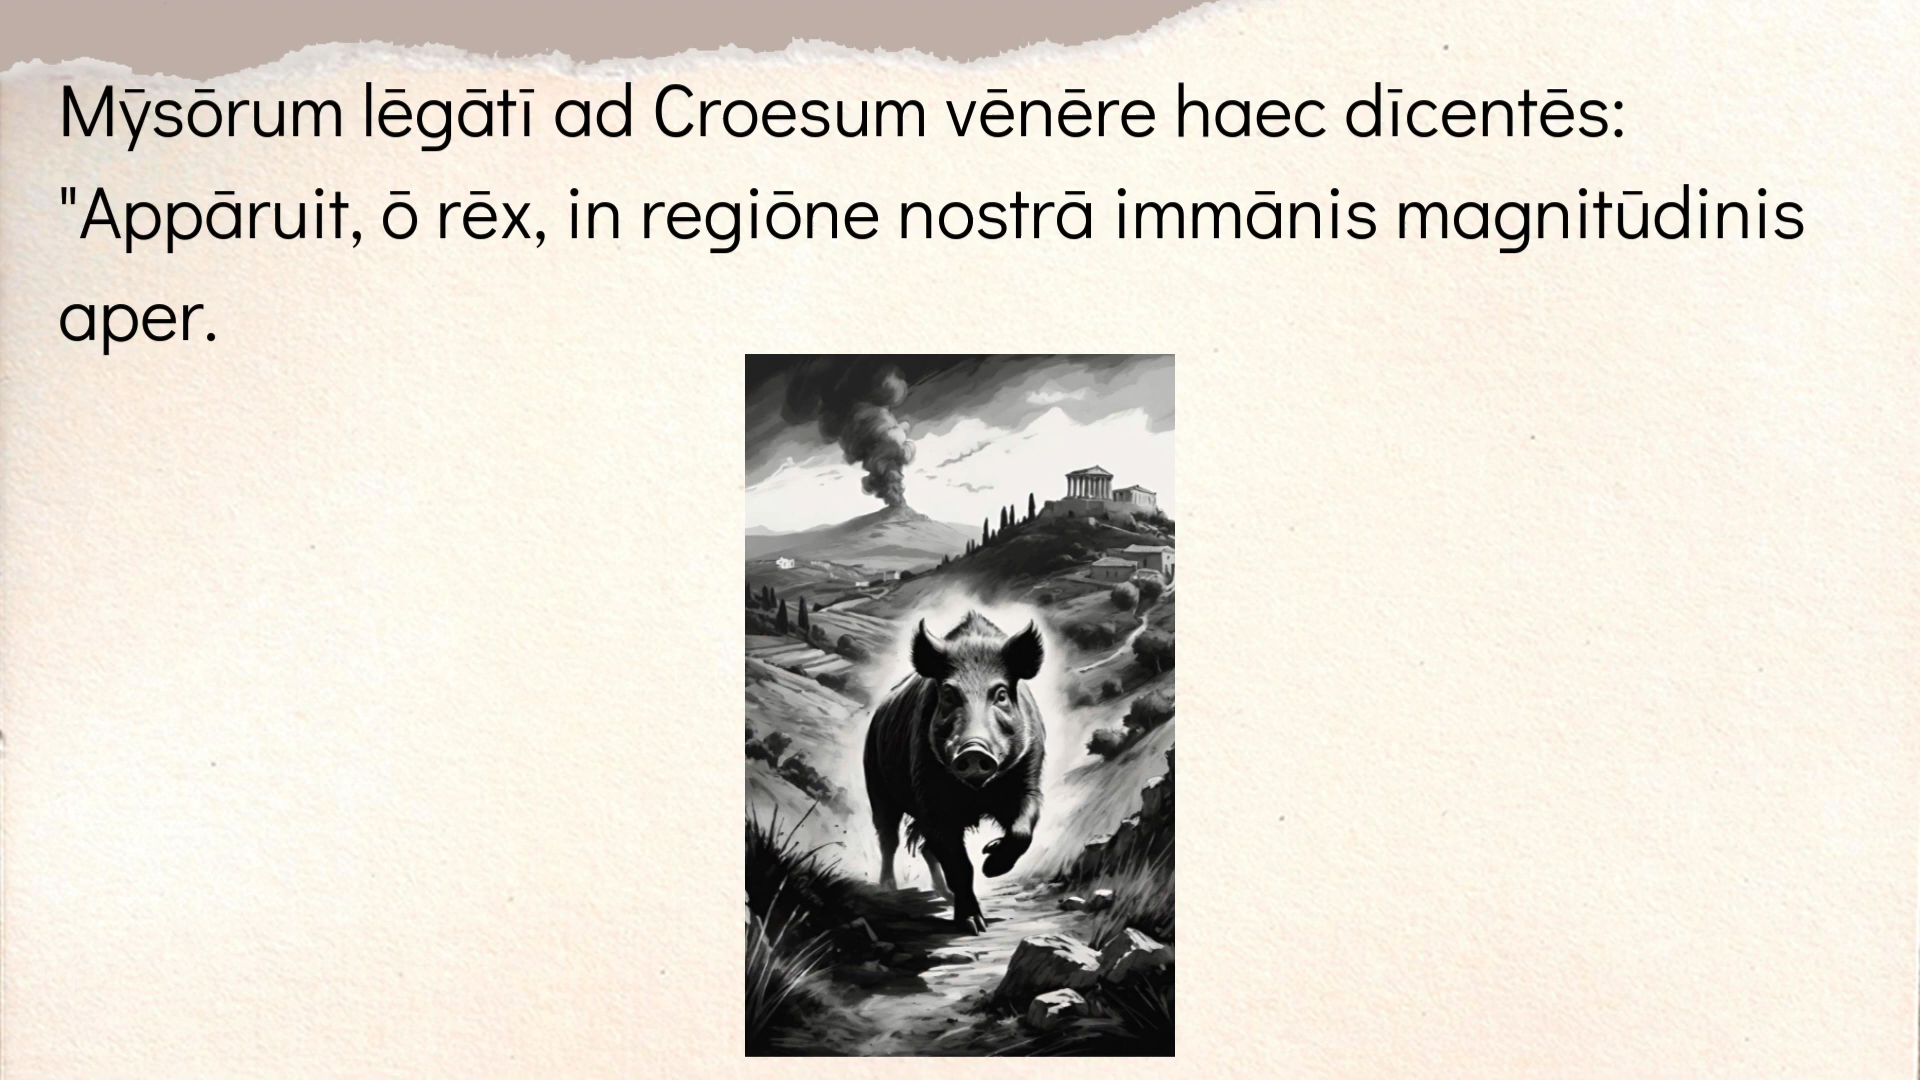 Mȳsōrum lēgātī ad Croesum vēnēre haec dīcentēs:
"Appāruit, ō rēx, in regiōne nostrā immānis magnitūdinis
aper.